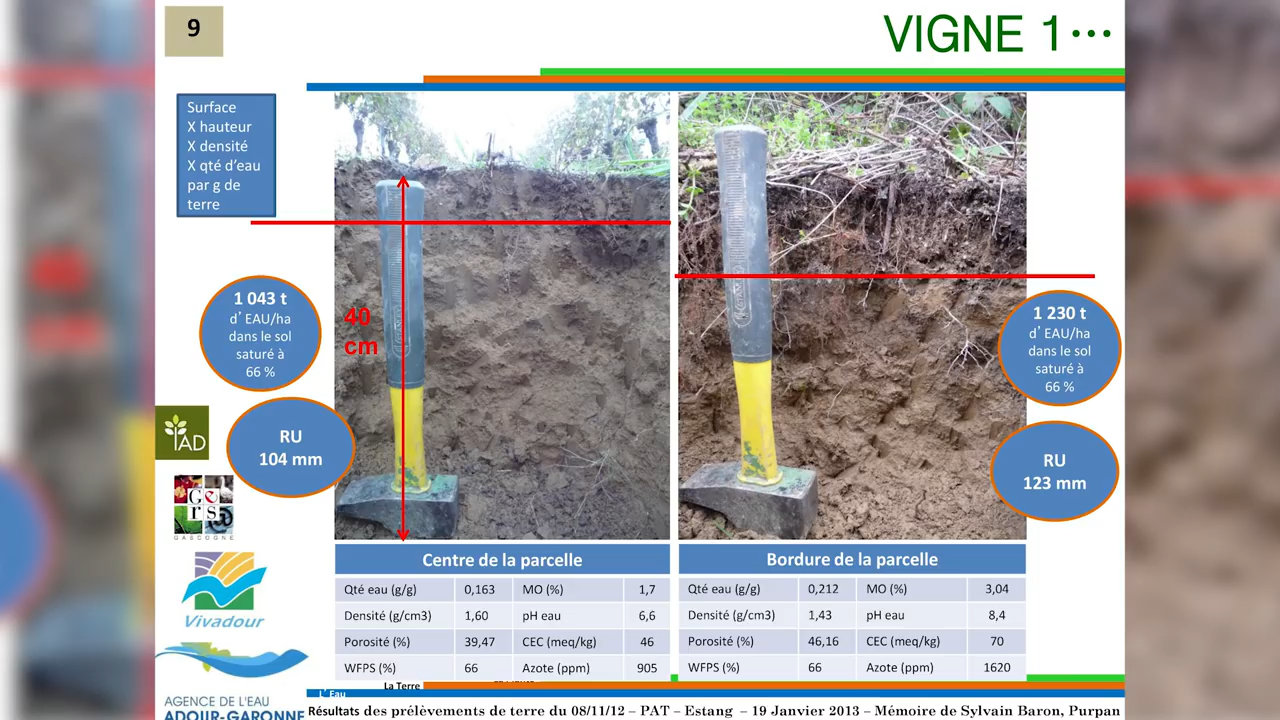 9
VIGNE 1…
Surface
X hauteur
X densité
X qté d'eau
par g de
terre
40
cm
1 043 t
d' EAU/ha
dans le sol
saturé à
66 %
RU
104 mm
1 230 t
d' EAU/ha
dans le sol
saturé à
66 %
RU
123 mm
IAD
Gers
GASCOGNE
Vivadour
AGENCE DE L'EAU
ADOUR-GARONNE
Centre de la parcelle
Qté eau (g/g) 0,163 MO (%) 1,7
Densité (g/cm3) 1,60 pH eau 6,6
Porosité (%) 39,47 CEC (meq/kg) 46
WFPS (%) 66 Azote (ppm) 905
Bordure de la parcelle
Qté eau (g/g) 0,212 MO (%) 3,04
Densité (g/cm3) 1,43 pH eau 8,4
Porosité (%) 46,16 CEC (meq/kg) 70
WFPS (%) 66 Azote (ppm) 1620
La Terre
L' Eau
Résultats des prélèvements de terre du 08/11/12 – PAT – Estang – 19 Janvier 2013 – Mémoire de Sylvain Baron, Purpan